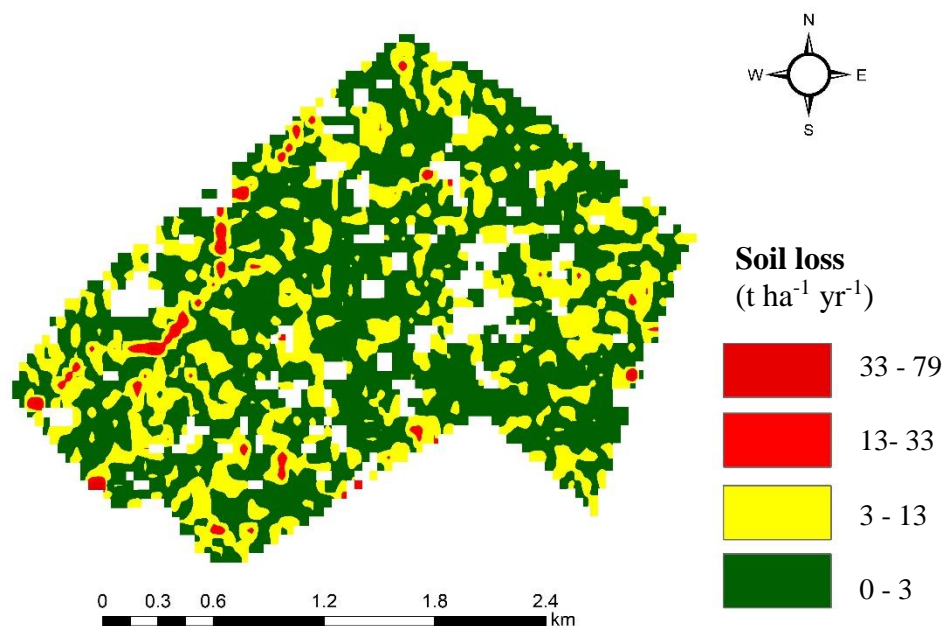 N
W E
S
Soil loss
(t ha⁻¹ yr⁻¹)
33 - 79
13- 33
3 - 13
0 - 3
0 0.3 0.6 1.2 1.8 2.4
km